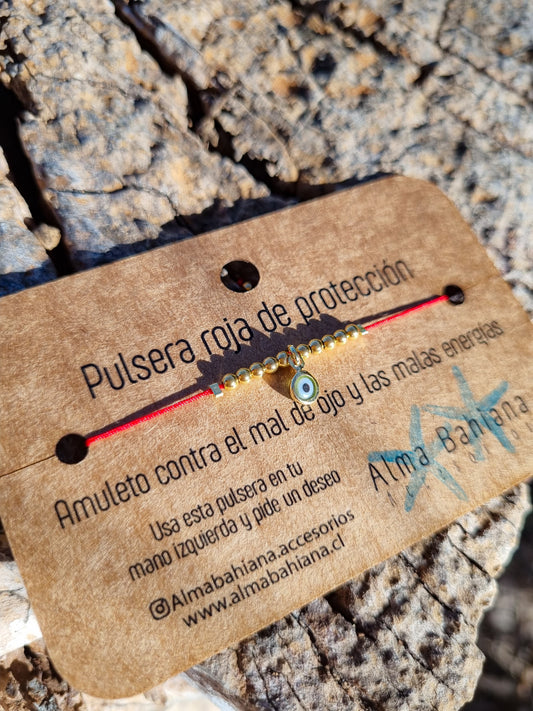 Pulsera roja de protección
Amuleto contra el mal de ojo y las malas energías
Usa esta pulsera en tu
mano izquierda y pide un deseo
Almabahiana.accesorios
www.almabahiana.cl
Alma Bahiana